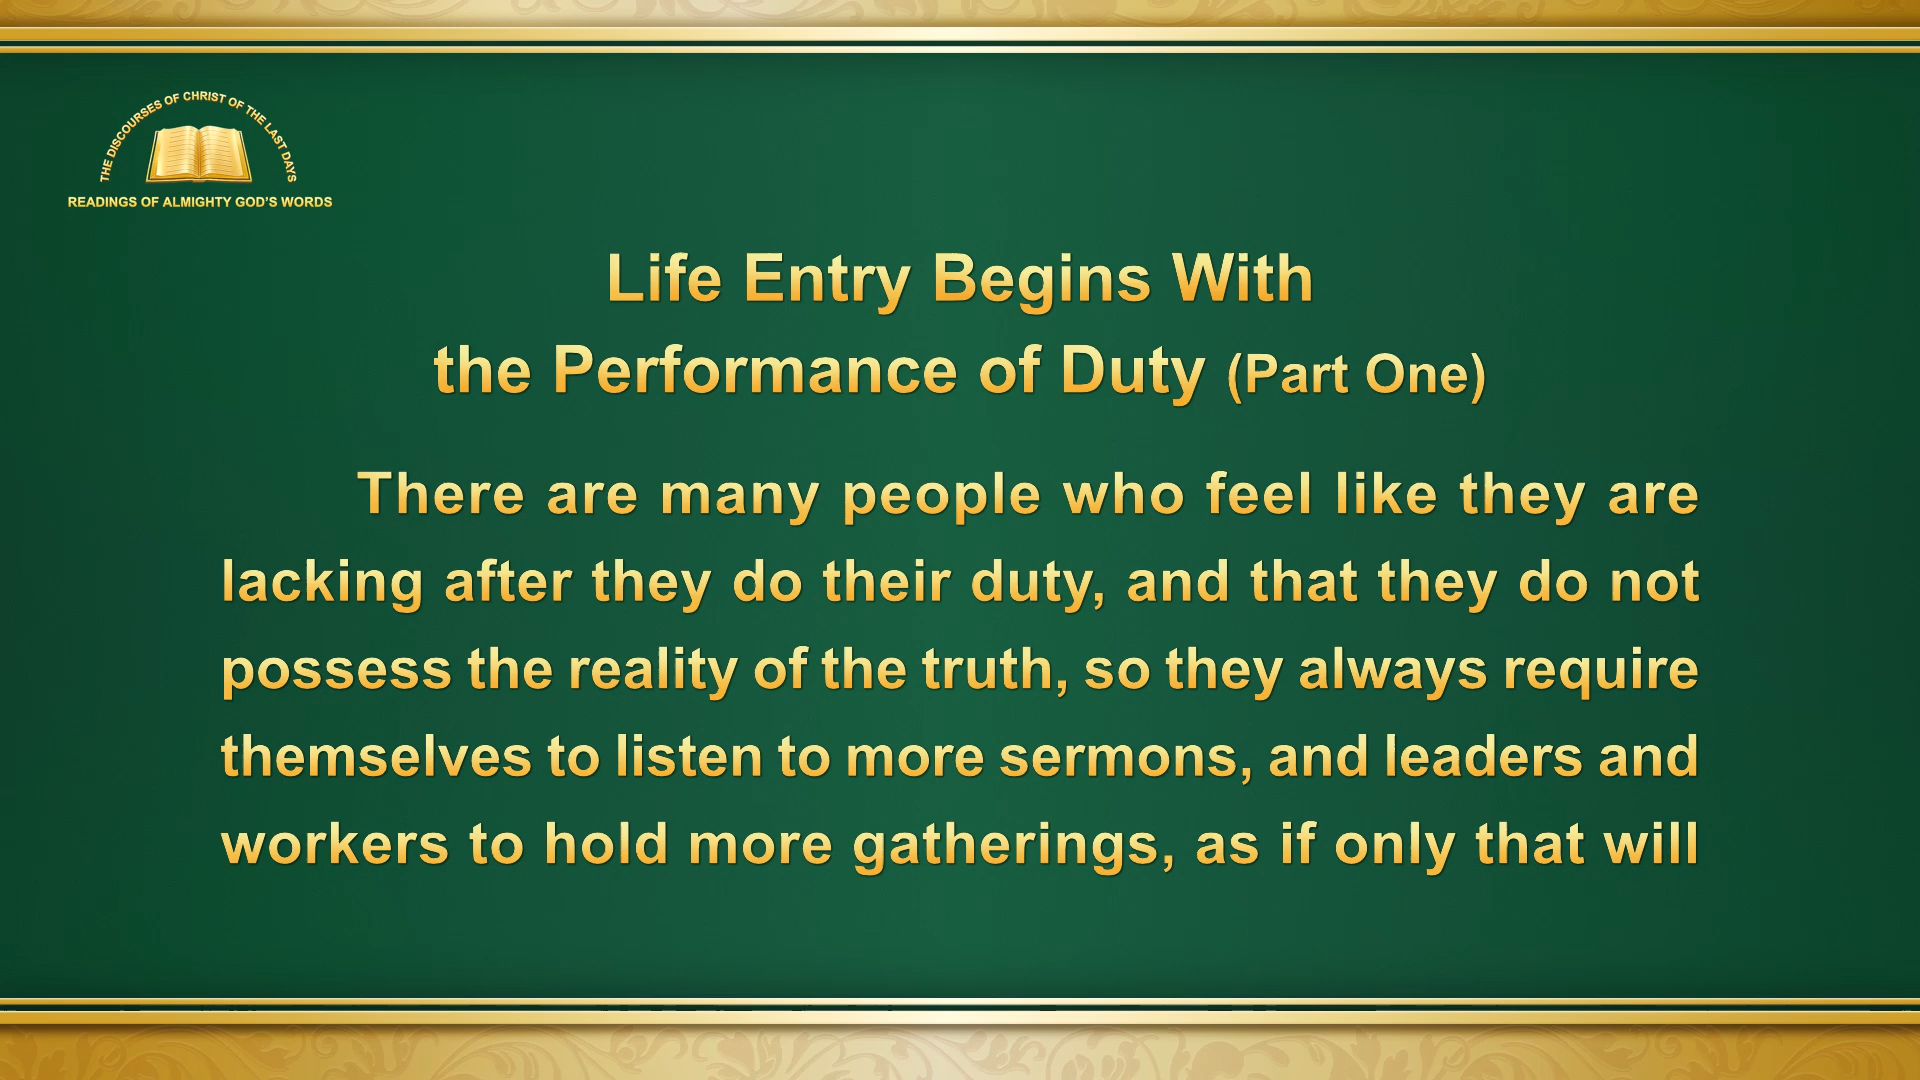 THE DISCOURSES OF CHRIST OF THE LAST DAYS
READINGS OF ALMIGHTY GOD'S WORDS
Life Entry Begins With
the Performance of Duty (Part One)
There are many people who feel like they are
lacking after they do their duty, and that they do not
possess the reality of the truth, so they always require
themselves to listen to more sermons, and leaders and
workers to hold more gatherings, as if only that will